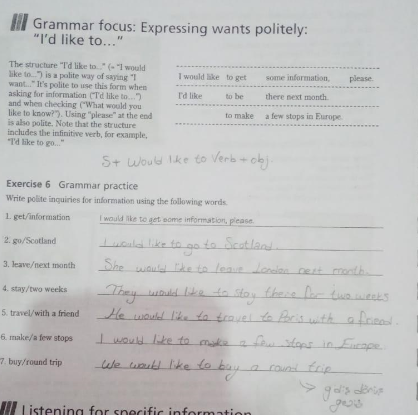 Grammar focus: Expressing wants politely:
"I'd like to..."
The structure "I'd like to..." (= "I would
like to...") is a polite way of saying "I
want..." It's polite to use this form when
asking for information ("I'd like to....")
and when checking ("What would you
like to know?"). Using "please" at the end
is also polite. Note that the structure
includes the infinitive verb, for example,
"I'd like to go..."
I would like to get some information, please.
I'd like to be there next month.
to make a few stops in Europe.
S+ would like to Verb + obj
Exercise 6 Grammar practice
Write polite inquiries for information using the following words.
1. get/information I would like to get some information, please.
2. go/Scotland I would like to go to Scotland.
3. leave/next month She would like to leave London next month.
4. stay/two weeks They would like to stay there for two weeks
5. travel/with a friend He would like to travel to Paris with a friend.
6. make/a few stops I would like to make a few stops in Europe.
7. buy/round trip We would like to buy a round trip
Listening for specific information